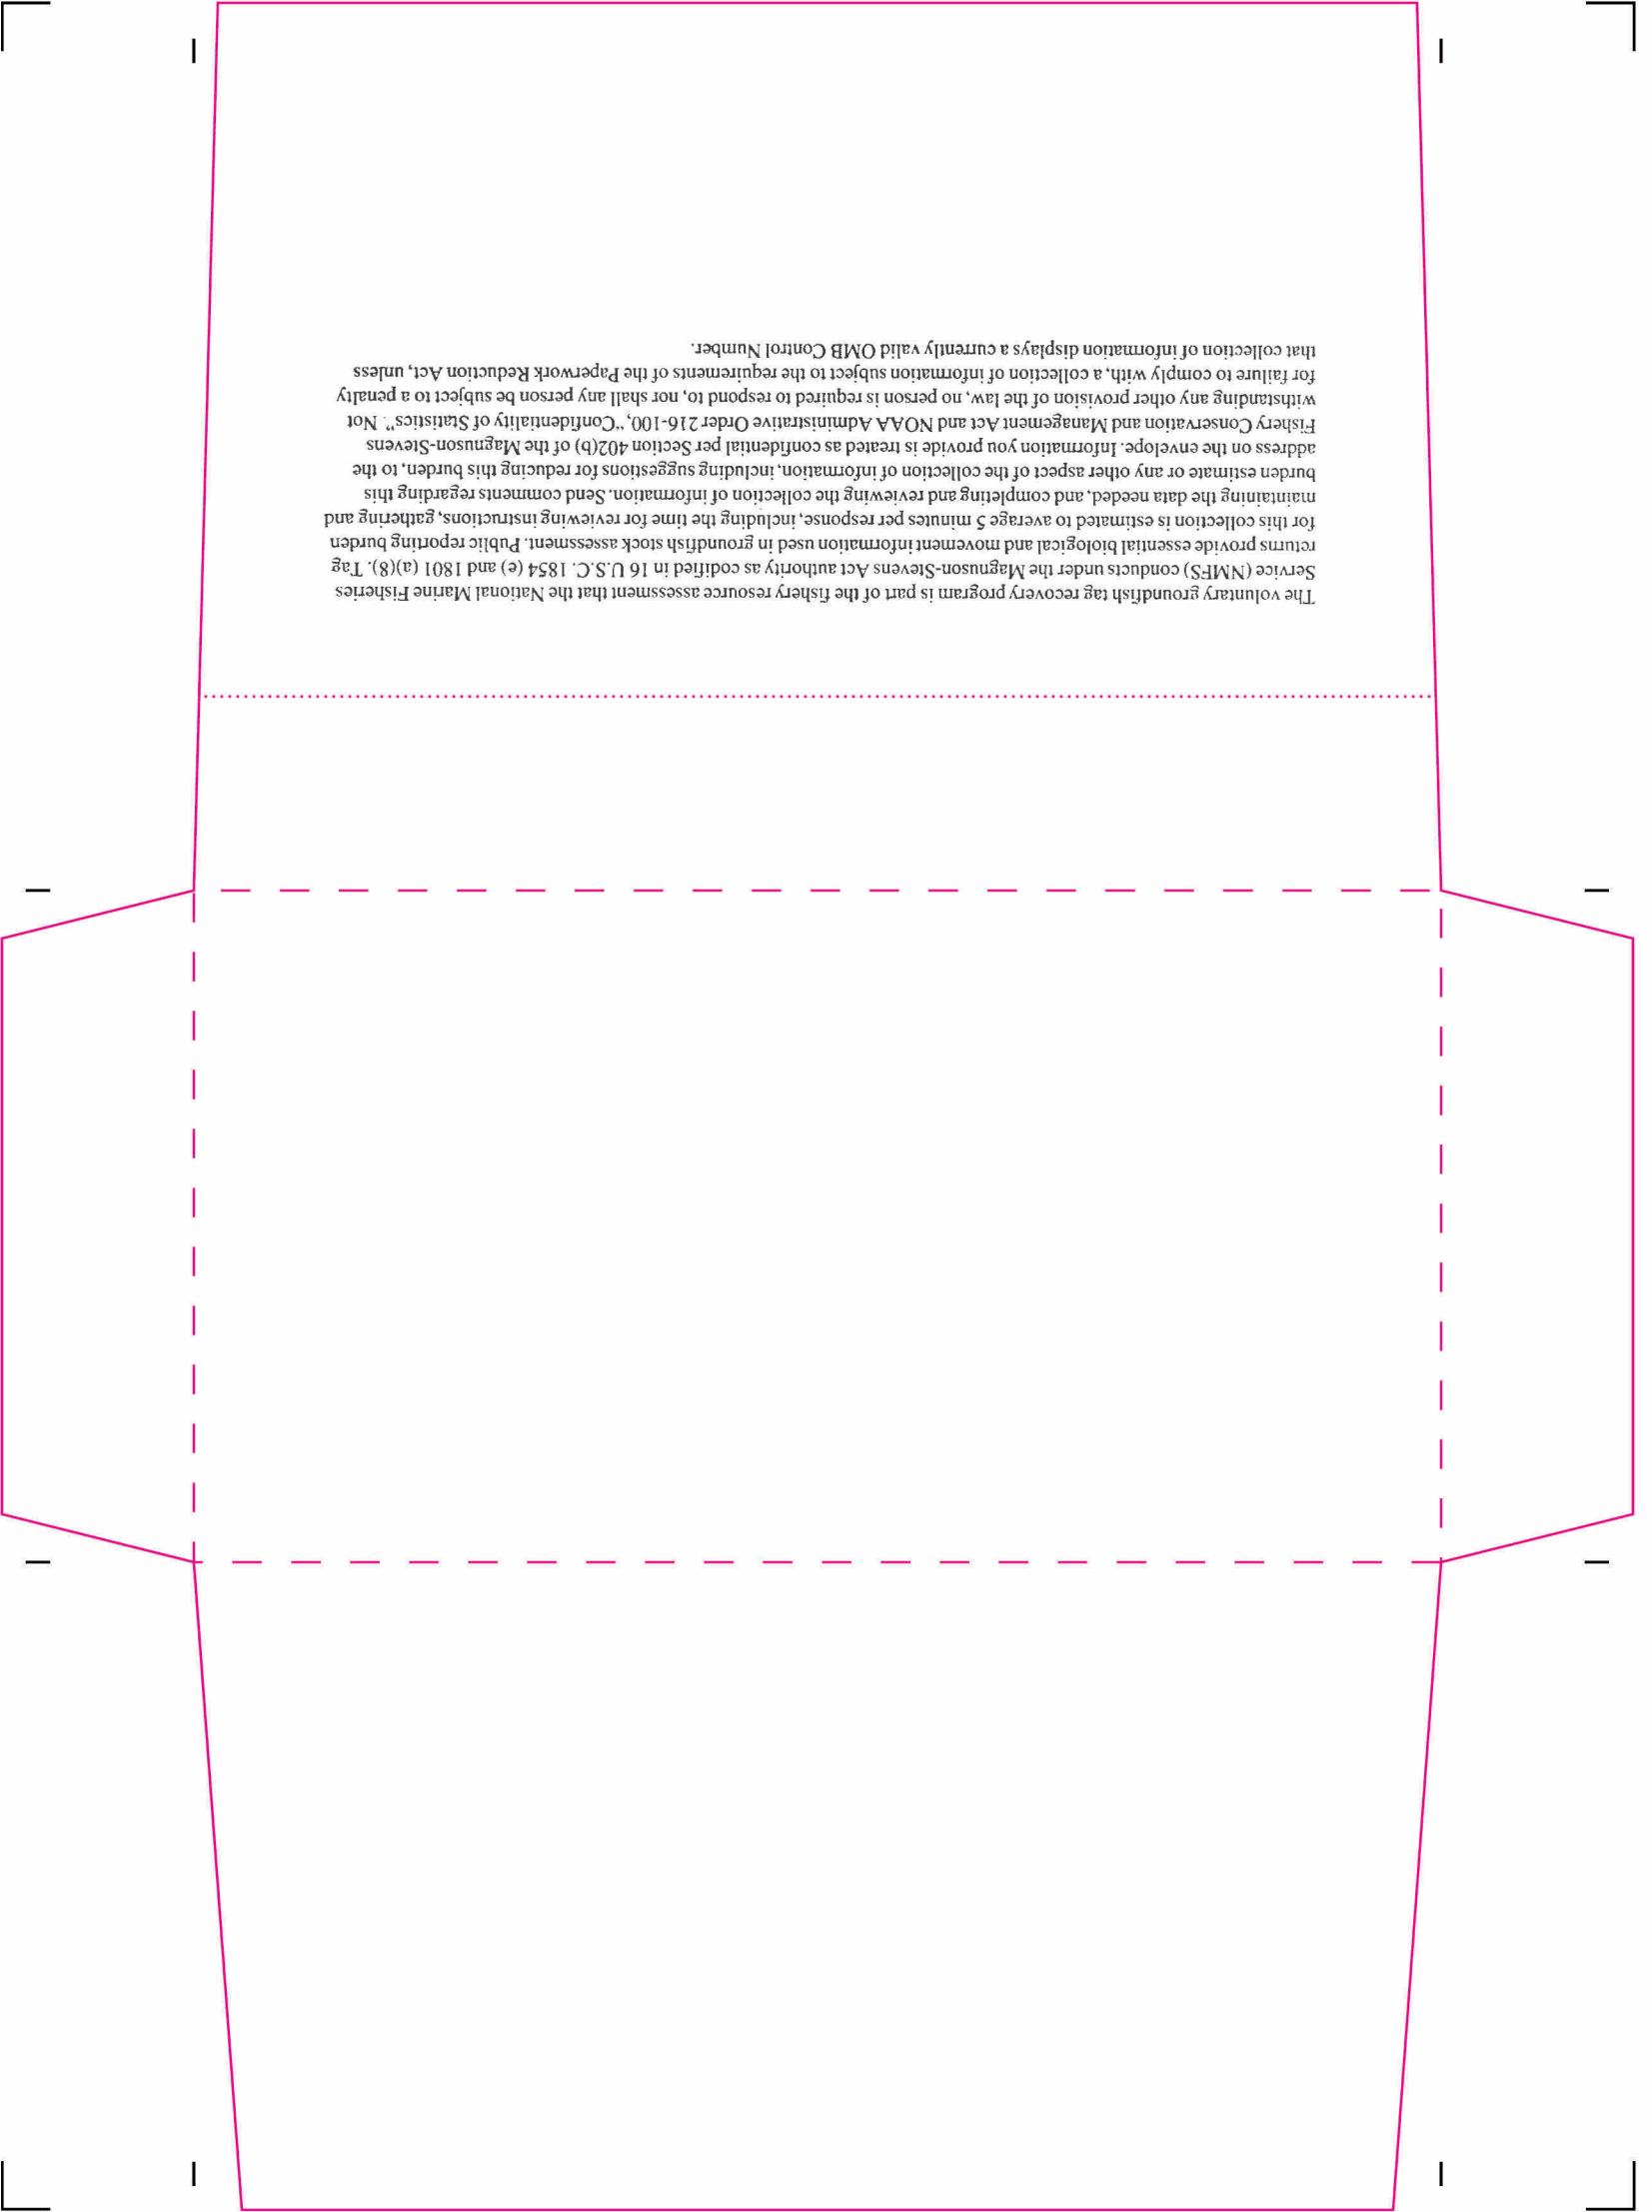 The voluntary groundfish tag recovery program is part of the fishery resource assessment that the National Marine Fisheries
Service (NMFS) conducts under the Magnuson-Stevens Act authority as codified in 16 U.S.C. 1854 (e) and 1801 (a)(8). Tag
returns provide essential biological and movement information used in groundfish stock assessment. Public reporting burden
for this collection is estimated to average 5 minutes per response, including the time for reviewing instructions, gathering and
maintaining the data needed, and completing and reviewing the collection of information. Send comments regarding this
burden estimate or any other aspect of the collection of information, including suggestions for reducing this burden, to the
address on the envelope. Information you provide is treated as confidential per Section 402(b) of the Magnuson-Stevens
Fishery Conservation and Management Act and NOAA Administrative Order 216-100, "Confidentiality of Statistics". Not
withstanding any other provision of the law, no person is required to respond to, nor shall any person be subject to a penalty
for failure to comply with, a collection of information subject to the requirements of the Paperwork Reduction Act, unless
that collection of information displays a currently valid OMB Control Number.